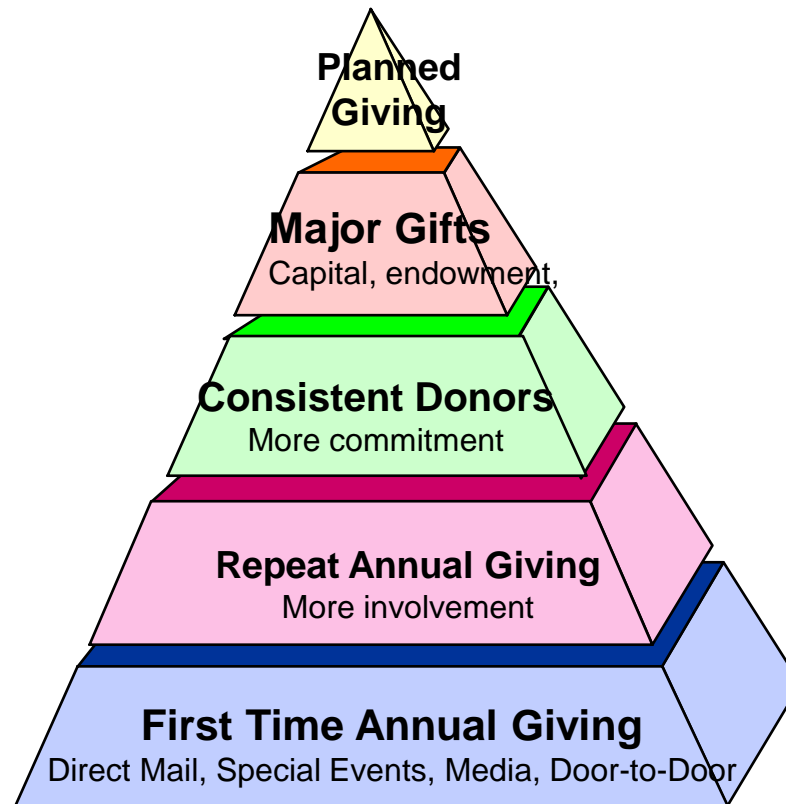 Planned
Giving
Major Gifts
Capital, endowment,
Consistent Donors
More commitment
Repeat Annual Giving
More involvement
First Time Annual Giving
Direct Mail, Special Events, Media, Door-to-Door